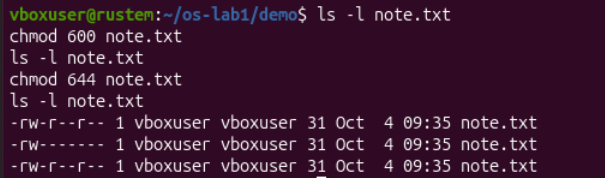 vboxuser@rustem:~/os-lab1/demo$ ls -l note.txt
chmod 600 note.txt
ls -l note.txt
chmod 644 note.txt
ls -l note.txt
-rw-r--r-- 1 vboxuser vboxuser 31 Oct  4 09:35 note.txt
-rw------- 1 vboxuser vboxuser 31 Oct  4 09:35 note.txt
-rw-r--r-- 1 vboxuser vboxuser 31 Oct  4 09:35 note.txt